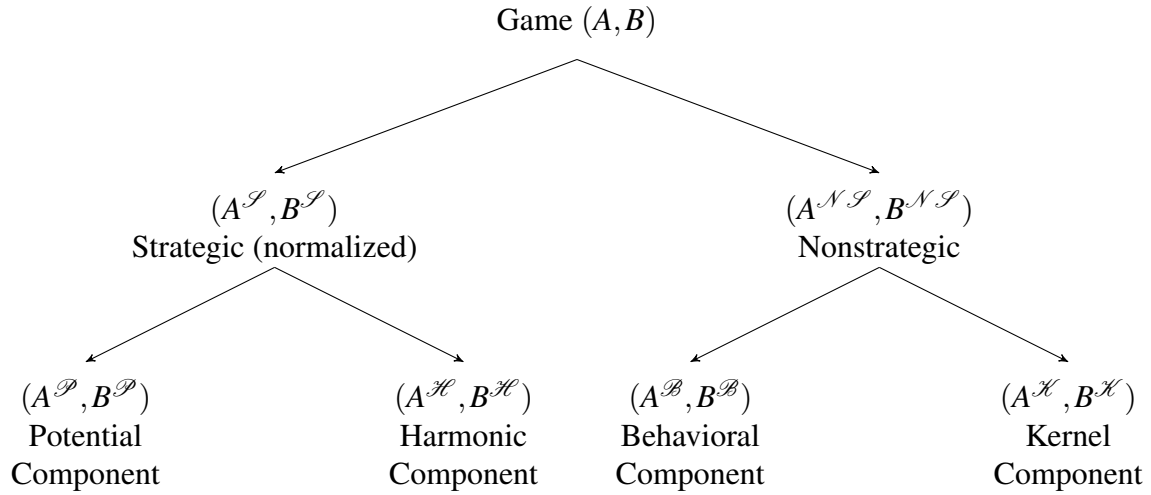 Game (A, B)
(A^𝒮, B^𝒮)
Strategic (normalized)
(A^𝒩𝒮, B^𝒩𝒮)
Nonstrategic
(A^𝒫, B^𝒫)
Potential
Component
(A^ℋ, B^ℋ)
Harmonic
Component
(A^ℬ, B^ℬ)
Behavioral
Component
(A^𝒦, B^𝒦)
Kernel
Component